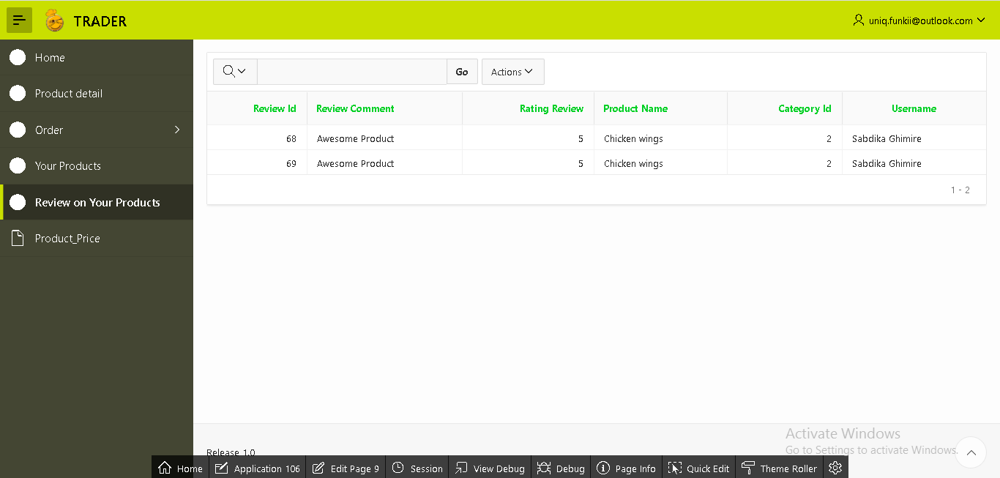 TRADER
uniq.funkii@outlook.com
Home
Product detail
Order
Your Products
Review on Your Products
Product_Price
Go
Actions
Review Id Review Comment Rating Review Product Name Category Id Username
68 Awesome Product 5 Chicken wings 2 Sabdika Ghimire
69 Awesome Product 5 Chicken wings 2 Sabdika Ghimire
1 - 2
Activate Windows
Go to Settings to activate Windows.
Release 1.0
Home Application 106 Edit Page 9 Session View Debug Debug Page Info Quick Edit Theme Roller